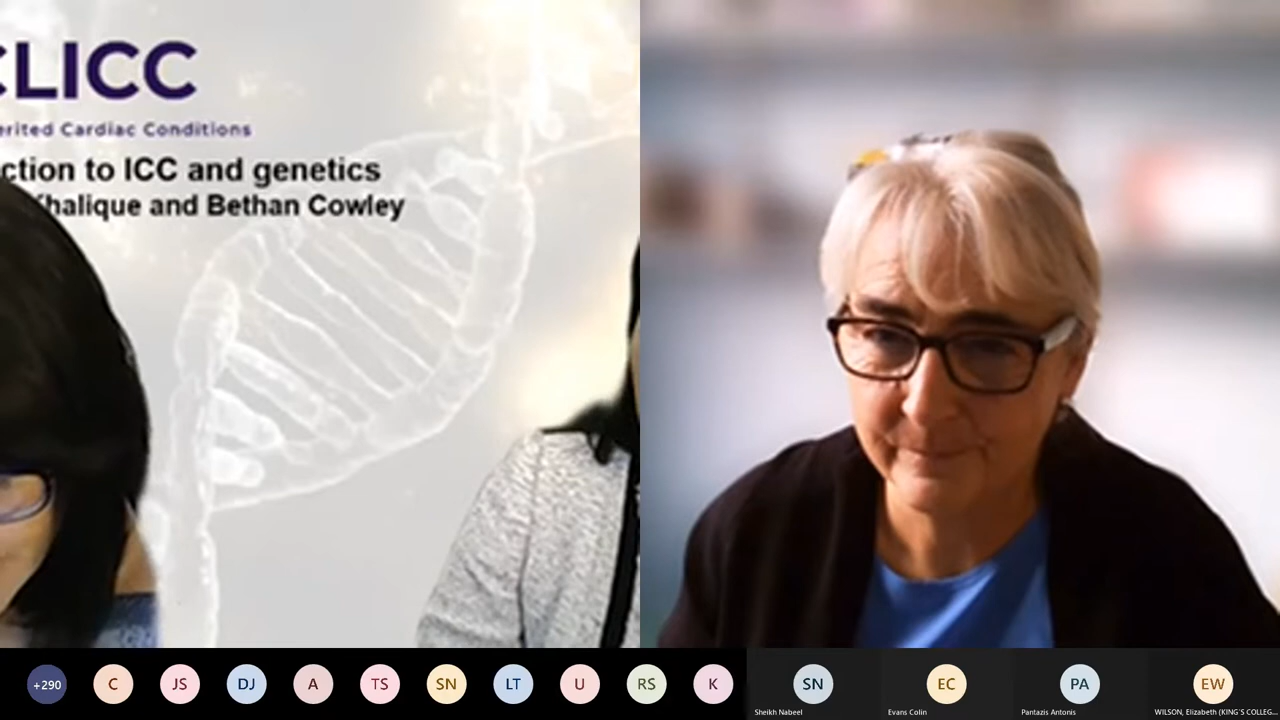 CLICC
erited Cardiac Conditions
ction to ICC and genetics
Khalique and Bethan Cowley
+290
C
JS
DJ
A
TS
SN
LT
U
RS
K
SN
EC
PA
EW
Sheikh Nabeel
Evans Colin
Pantazis Antonis
WILSON, Elizabeth (KING'S COLLEG...